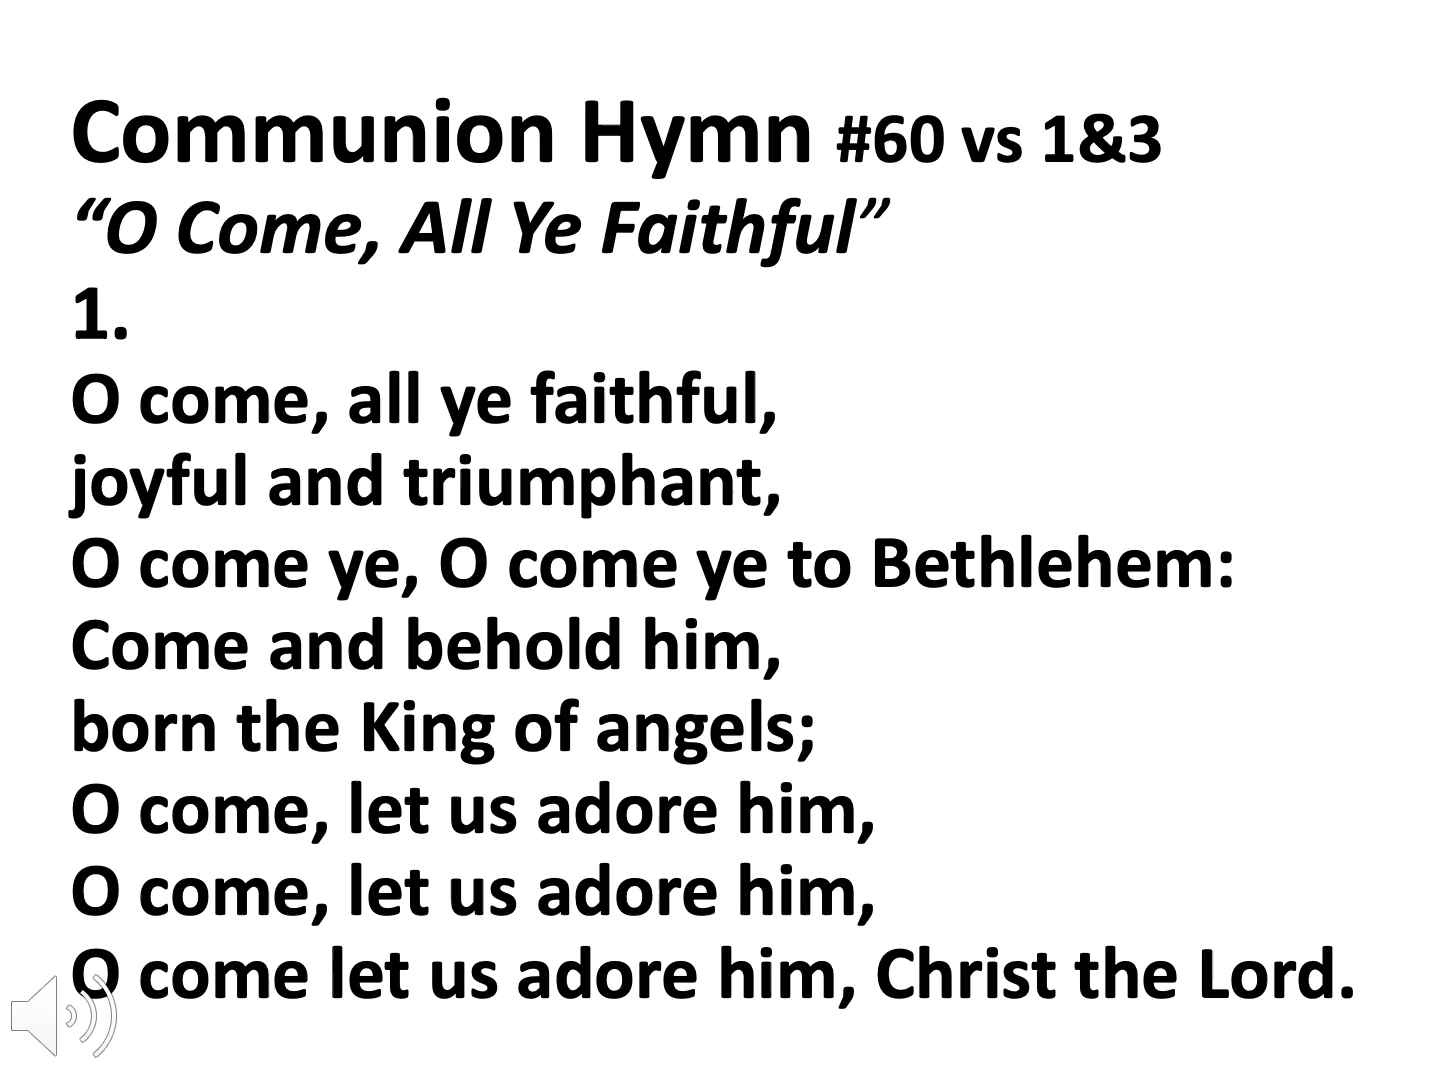 Communion Hymn #60 vs 1&3
“O Come, All Ye Faithful”
1.
O come, all ye faithful,
joyful and triumphant,
O come ye, O come ye to Bethlehem:
Come and behold him,
born the King of angels;
O come, let us adore him,
O come, let us adore him,
O come let us adore him, Christ the Lord.